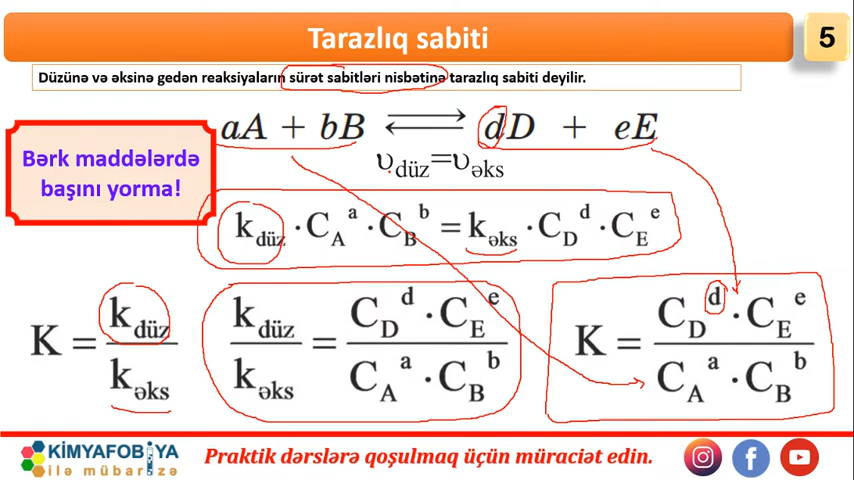 Tarazlıq sabiti
5
Düzünə və əksinə gedən reaksiyaların sürət sabitləri nisbətinə tarazlıq sabiti deyilir.
aA + bB ⇄ dD + eE
Bərk maddələrdə
başını yorma!
υdüz=υəks
kdüz · CA^a · CB^b = kəks · CD^d · CE^e
K = kdüz / kəks
kdüz / kəks = CD^d · CE^e / CA^a · CB^b
K = CD^d · CE^e / CA^a · CB^b
KİMYAFOBİYA
ilə mübarizə
Praktik dərslərə qoşulmaq üçün müraciət edin.